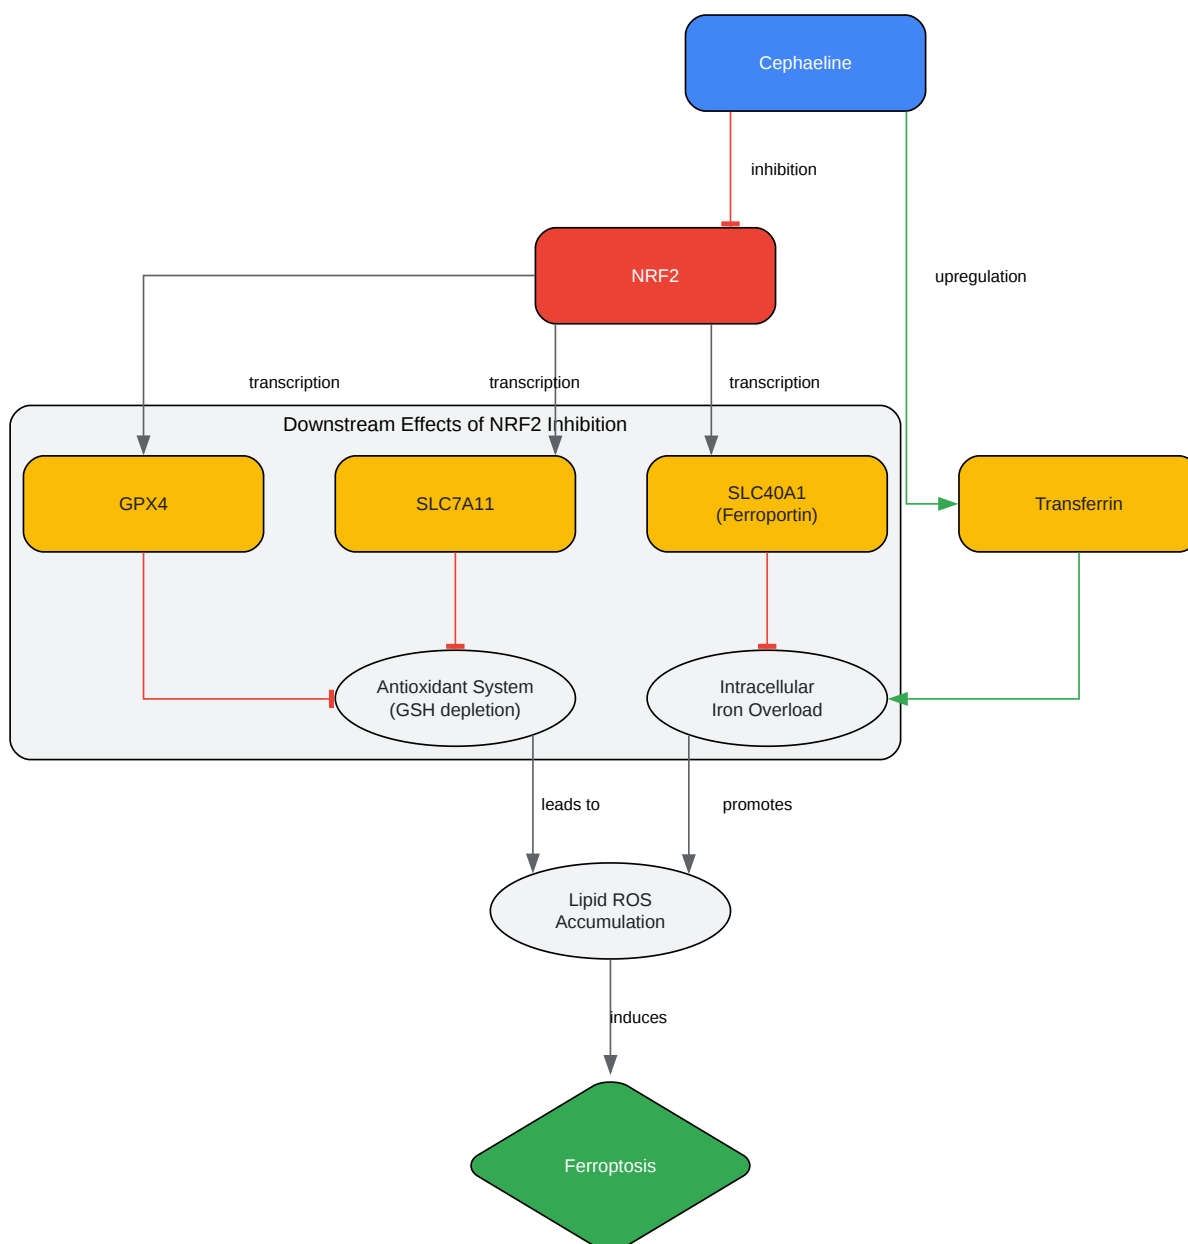 Cephaeline
inhibition
NRF2
upregulation
transcription
transcription
transcription
Downstream Effects of NRF2 Inhibition
GPX4
SLC7A11
SLC40A1
(Ferroportin)
Transferrin
Antioxidant System
(GSH depletion)
Intracellular
Iron Overload
leads to
promotes
Lipid ROS
Accumulation
induces
Ferroptosis